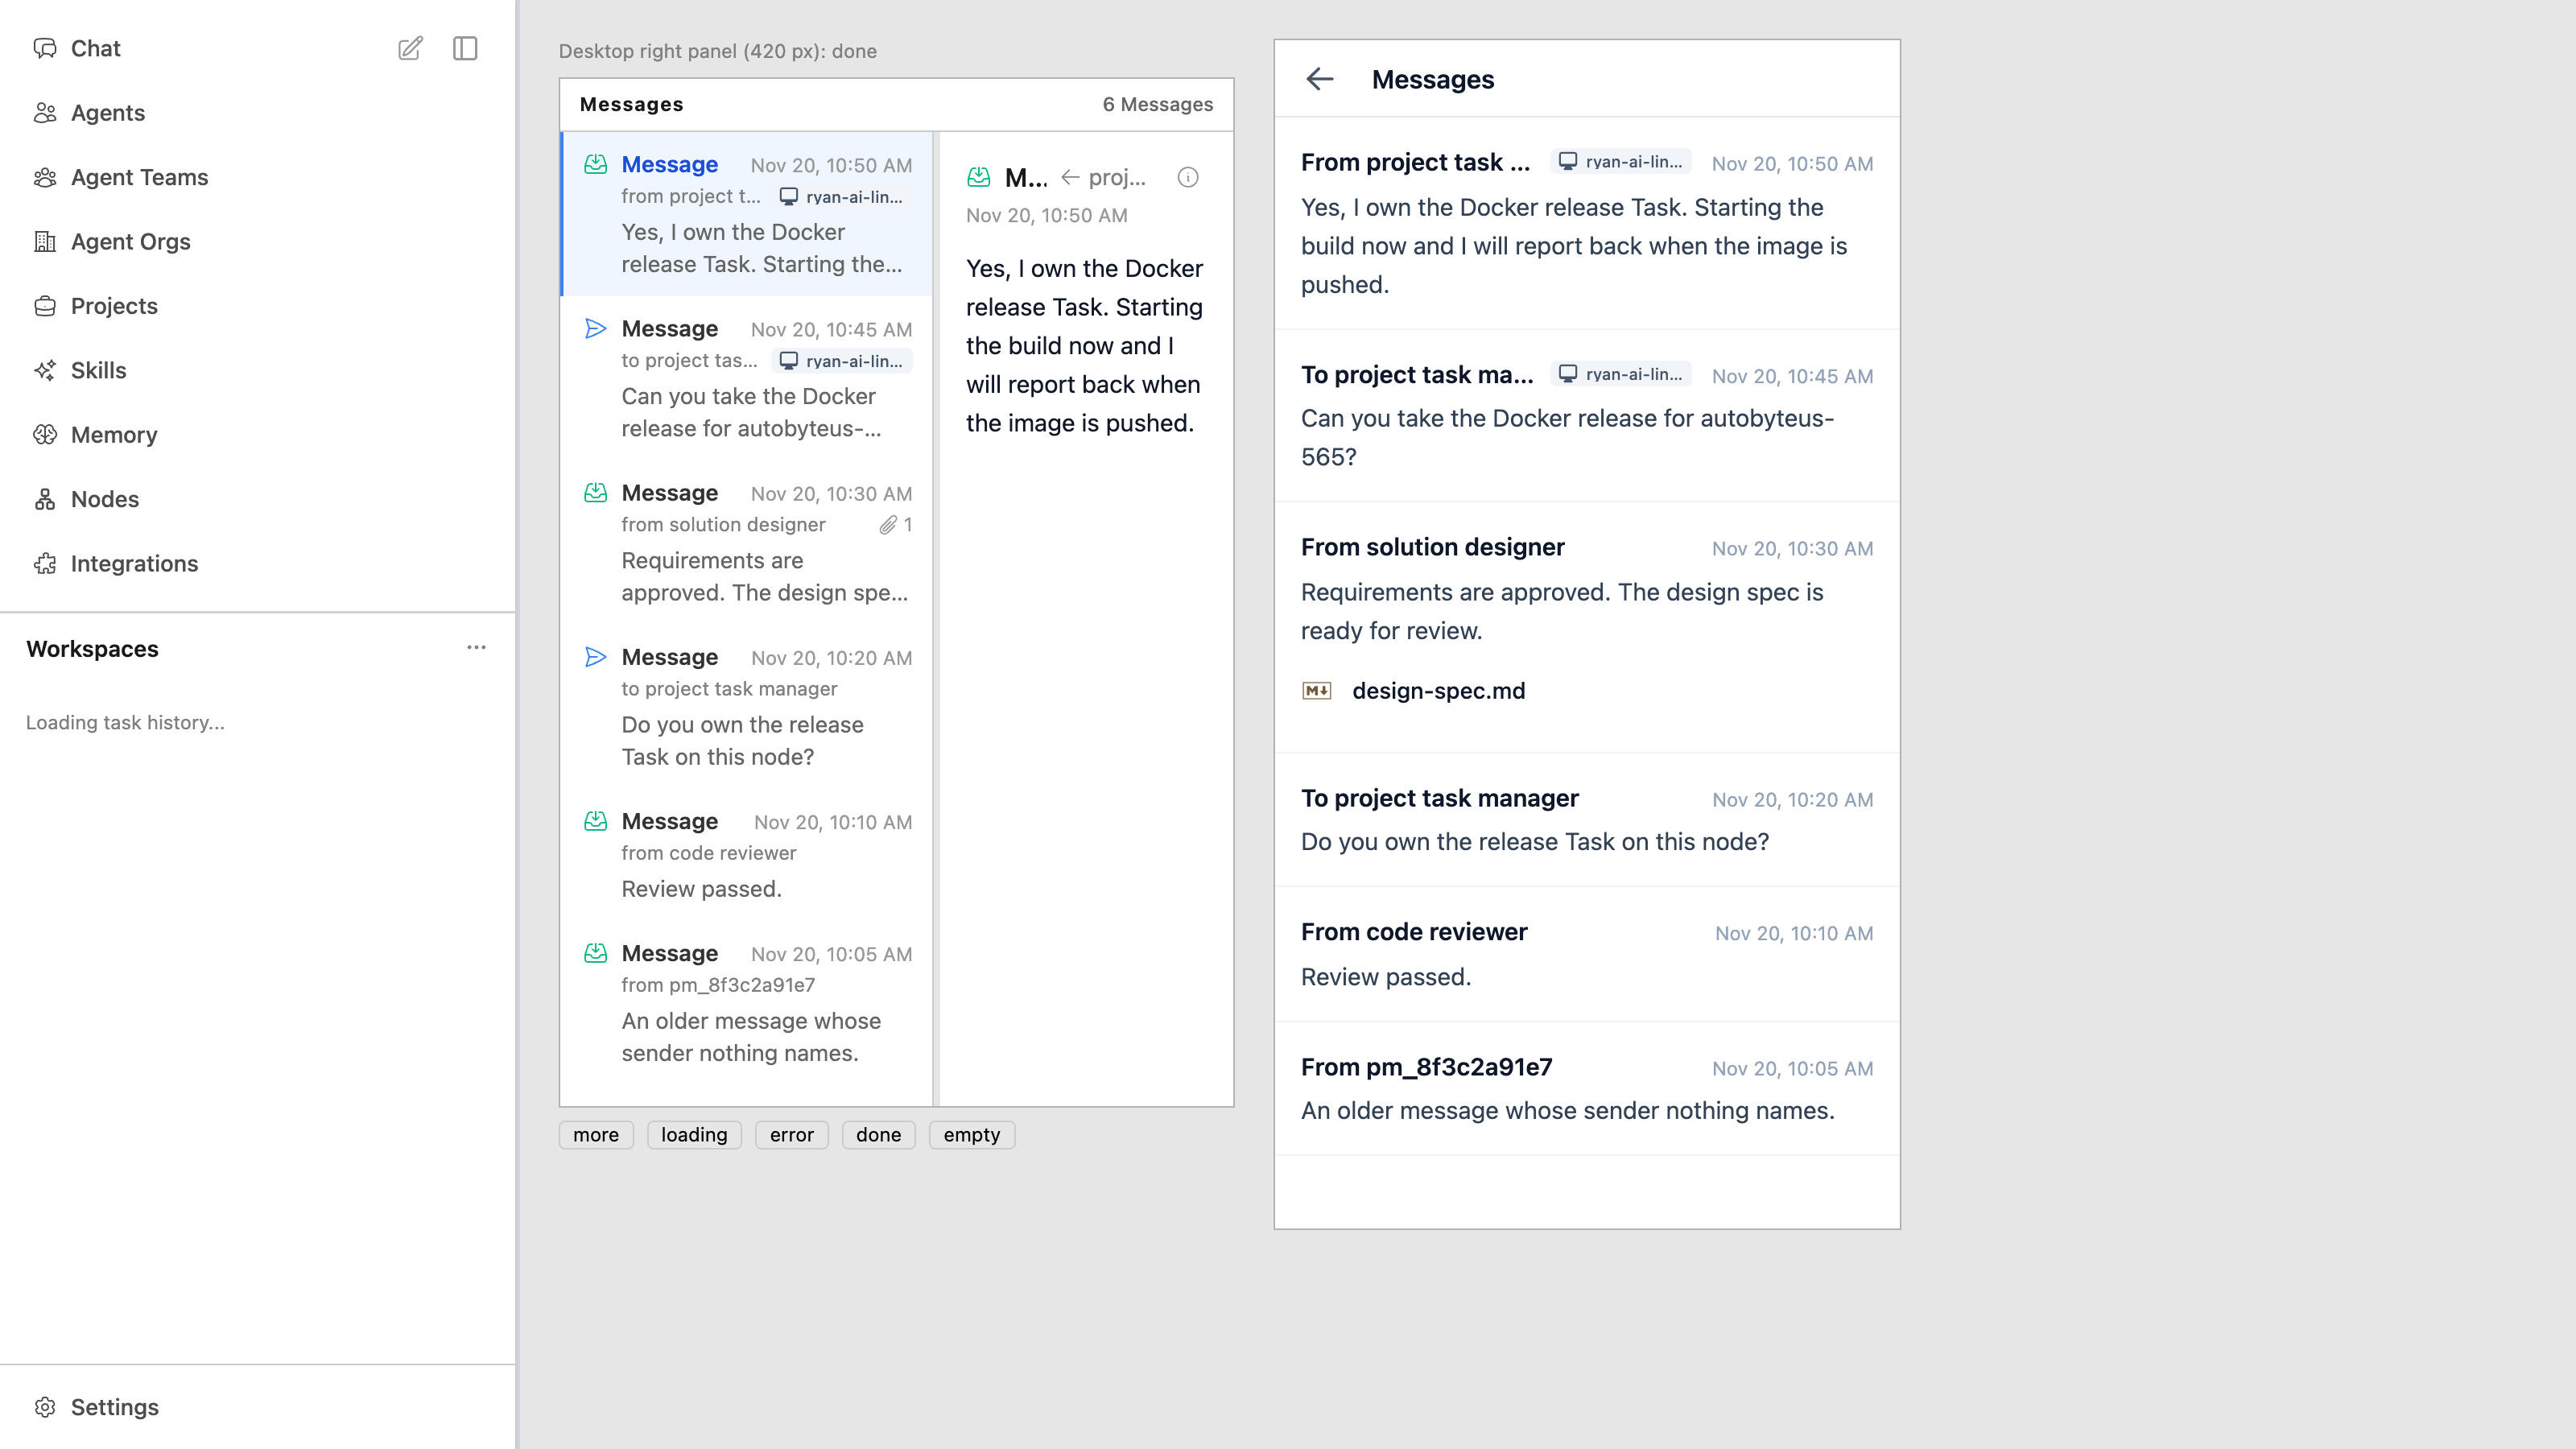 Chat
Agents
Agent Teams
Agent Orgs
Projects
Skills
Memory
Nodes
Integrations
Workspaces
Loading task history...
Settings
Desktop right panel (420 px): done
Messages 6 Messages
Message Nov 20, 10:50 AM
from project t... ryan-ai-lin...
Yes, I own the Docker
release Task. Starting the...
Message Nov 20, 10:45 AM
to project tas... ryan-ai-lin...
Can you take the Docker
release for autobyteus-...
Message Nov 20, 10:30 AM
from solution designer 1
Requirements are
approved. The design spe...
Message Nov 20, 10:20 AM
to project task manager
Do you own the release
Task on this node?
Message Nov 20, 10:10 AM
from code reviewer
Review passed.
Message Nov 20, 10:05 AM
from pm_8f3c2a91e7
An older message whose
sender nothing names.
M... ← proj...
Nov 20, 10:50 AM
Yes, I own the Docker
release Task. Starting
the build now and I
will report back when
the image is pushed.
more loading error done empty
Messages
From project task ... ryan-ai-lin... Nov 20, 10:50 AM
Yes, I own the Docker release Task. Starting the
build now and I will report back when the image is
pushed.
To project task ma... ryan-ai-lin... Nov 20, 10:45 AM
Can you take the Docker release for autobyteus-
565?
From solution designer Nov 20, 10:30 AM
Requirements are approved. The design spec is
ready for review.
M design-spec.md
To project task manager Nov 20, 10:20 AM
Do you own the release Task on this node?
From code reviewer Nov 20, 10:10 AM
Review passed.
From pm_8f3c2a91e7 Nov 20, 10:05 AM
An older message whose sender nothing names.